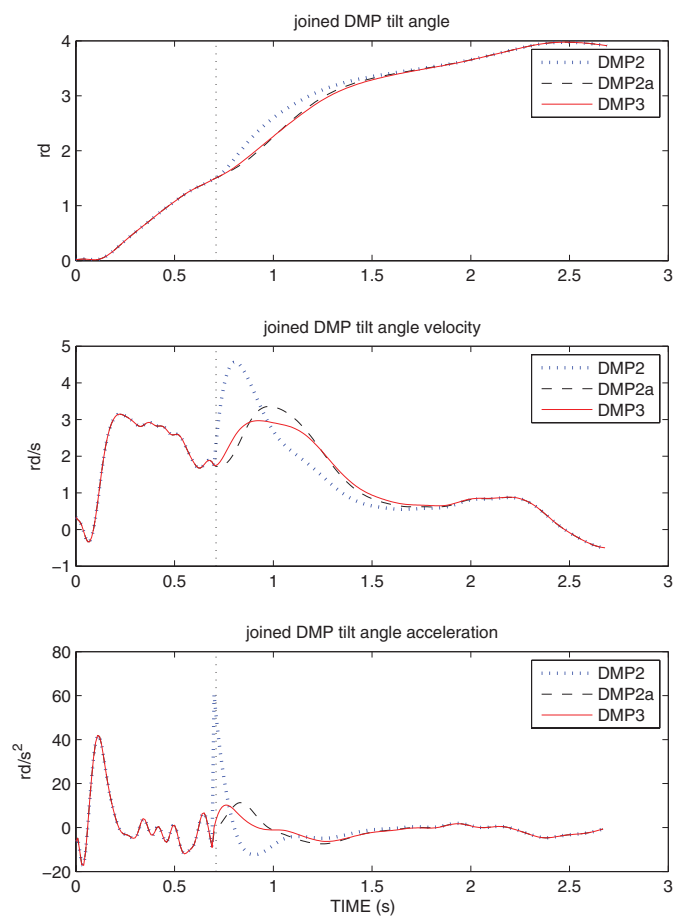 joined DMP tilt angle
4
3
2
1
0
rd
DMP2
DMP2a
DMP3
0
0.5
1
1.5
2
2.5
3
joined DMP tilt angle velocity
5
4
3
2
1
0
−1
rd/s
DMP2
DMP2a
DMP3
0
0.5
1
1.5
2
2.5
3
joined DMP tilt angle acceleration
80
60
40
20
0
−20
rd/s²
DMP2
DMP2a
DMP3
0
0.5
1
1.5
2
2.5
3
TIME (s)